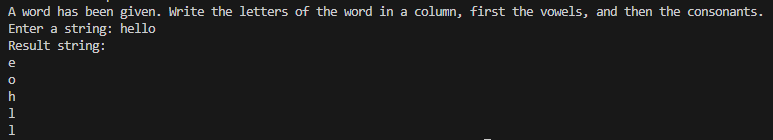 A word has been given. Write the letters of the word in a column, first the vowels, and then the consonants.
Enter a string: hello
Result string:
e
o
h
l
l